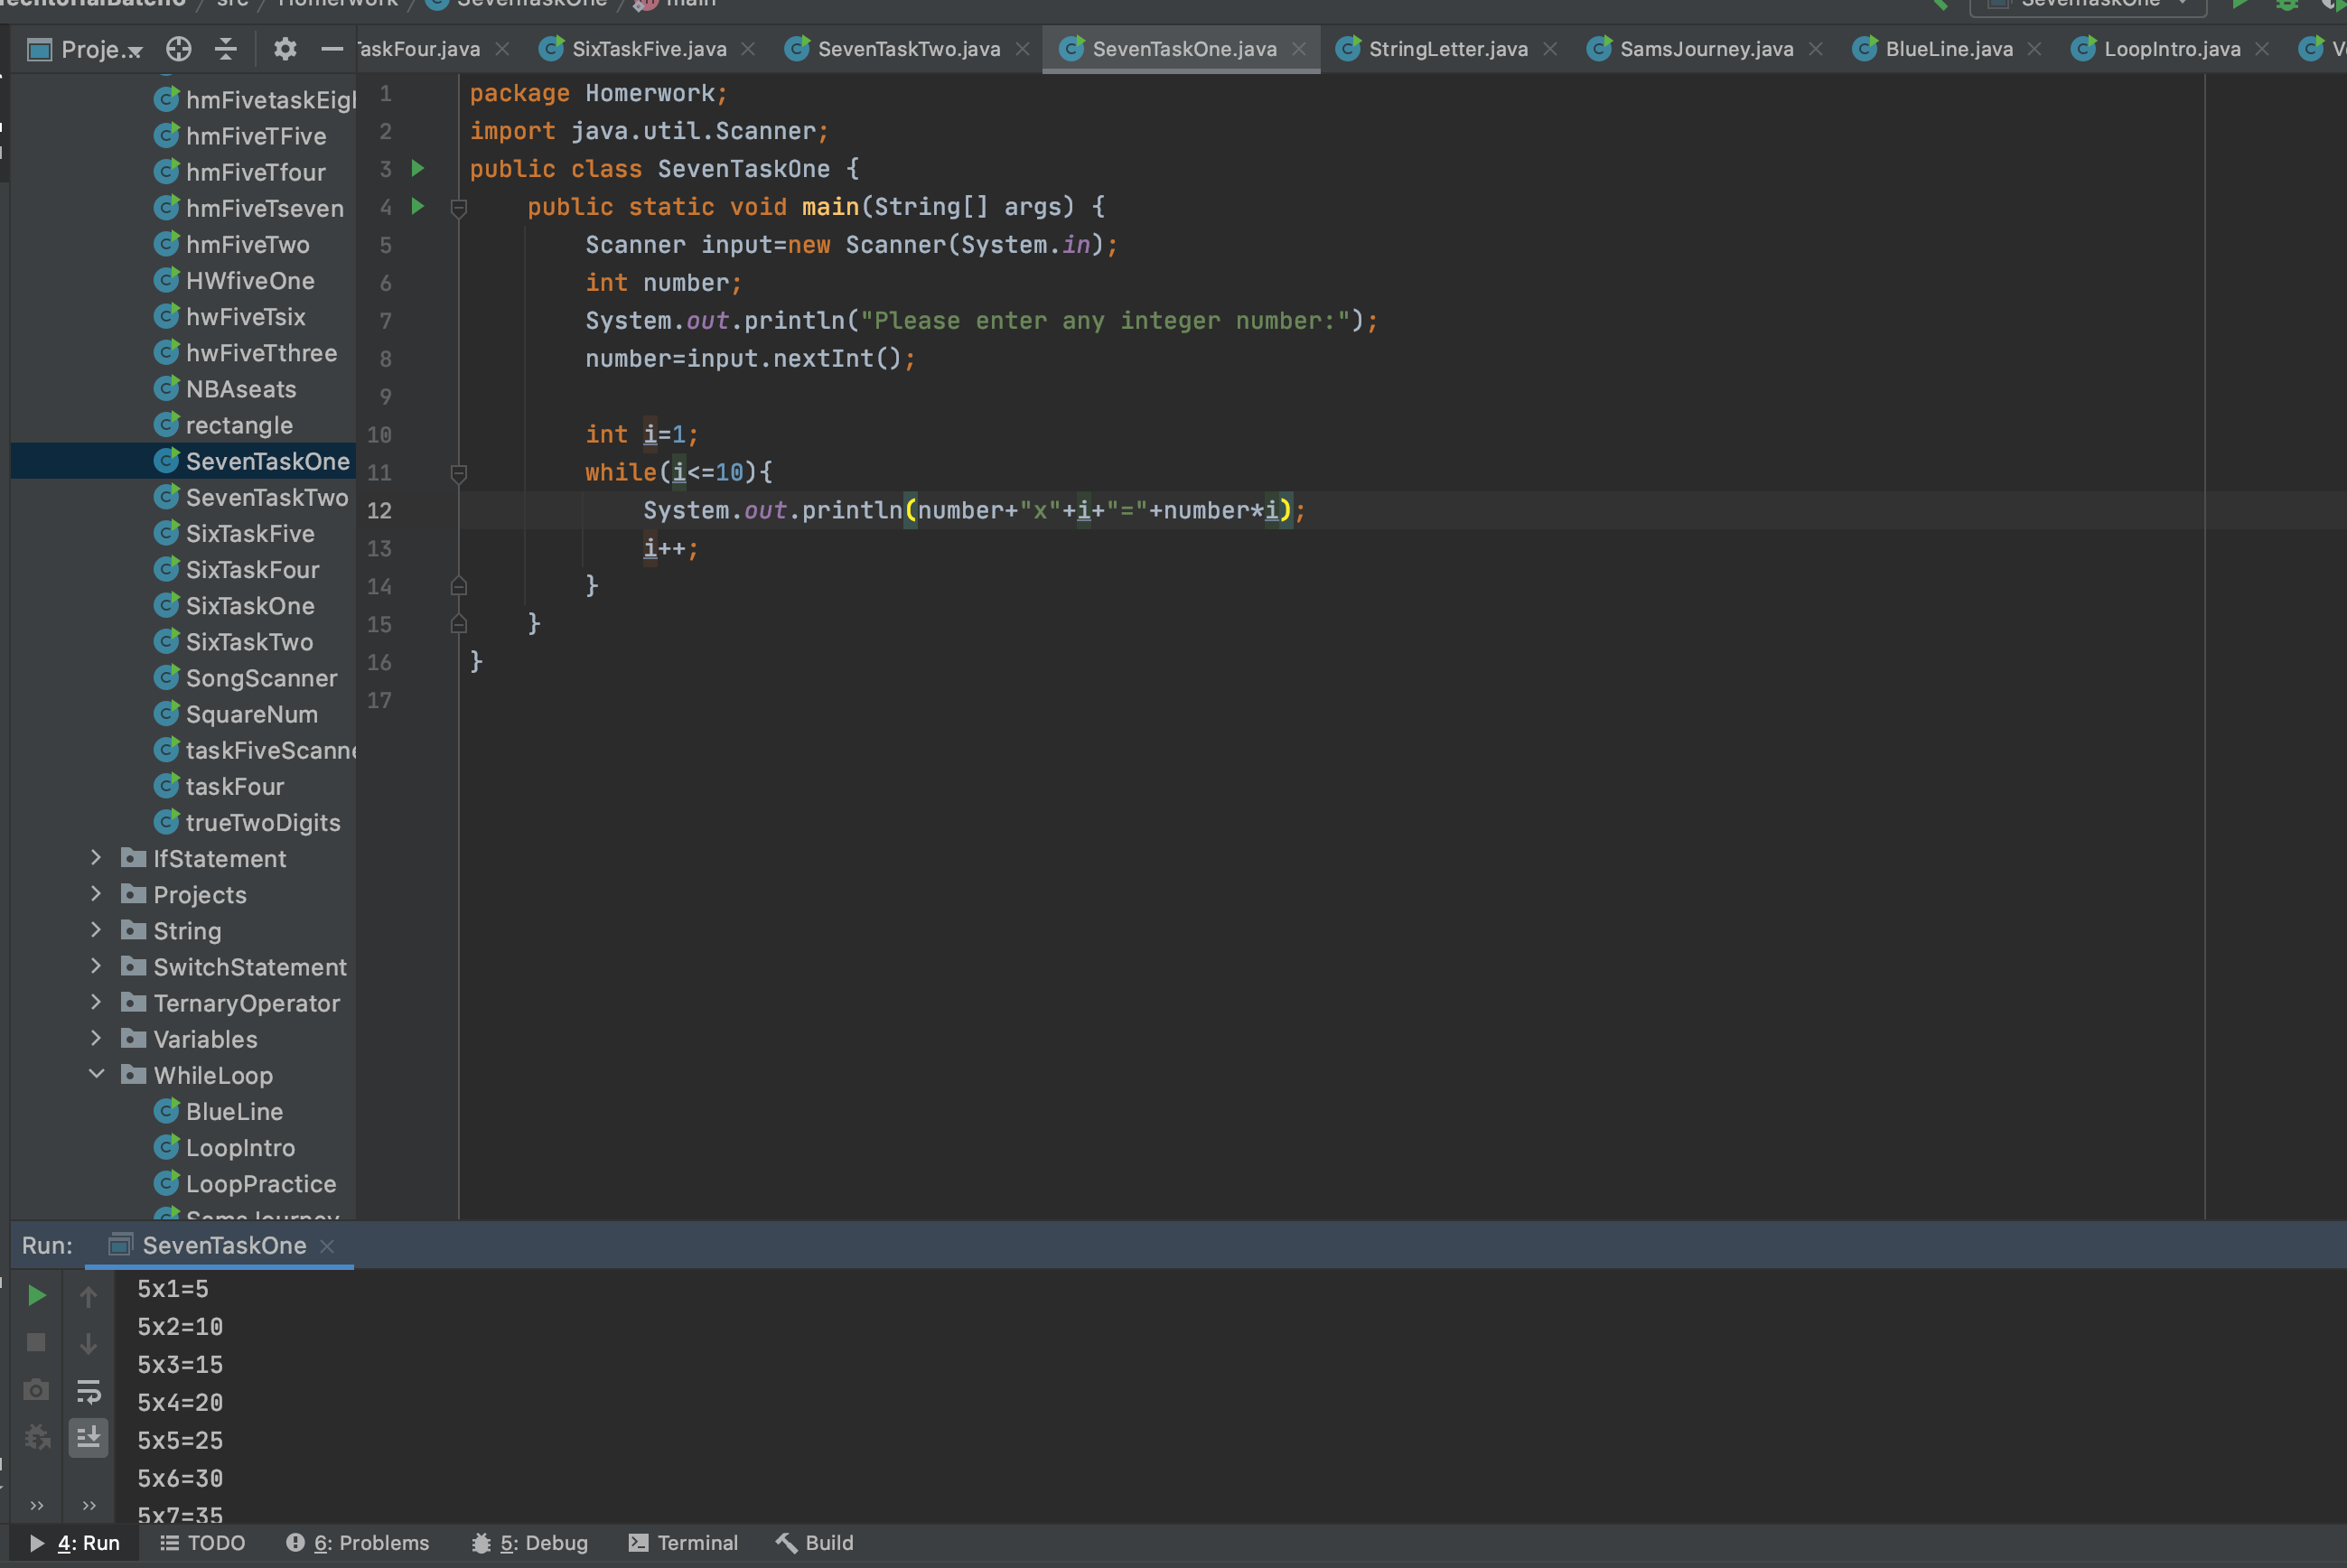 src / Homerwork / SevenTaskOne / main
SevenTaskOne
Proje...
TaskFour.java
SixTaskFive.java
SevenTaskTwo.java
SevenTaskOne.java
StringLetter.java
SamsJourney.java
BlueLine.java
LoopIntro.java
hmFivetaskEigh
hmFiveTFive
hmFiveTfour
hmFiveTseven
hmFiveTwo
HWfiveOne
hwFiveTsix
hwFiveTthree
NBAseats
rectangle
SevenTaskOne
SevenTaskTwo
SixTaskFive
SixTaskFour
SixTaskOne
SixTaskTwo
SongScanner
SquareNum
taskFiveScanne
taskFour
trueTwoDigits
IfStatement
Projects
String
SwitchStatement
TernaryOperator
Variables
WhileLoop
BlueLine
LoopIntro
LoopPractice
SamsJourney
1 package Homerwork;
2 import java.util.Scanner;
3 public class SevenTaskOne {
4 public static void main(String[] args) {
5 Scanner input=new Scanner(System.in);
6 int number;
7 System.out.println("Please enter any integer number:");
8 number=input.nextInt();
9
10 int i=1;
11 while(i<=10){
12 System.out.println(number+"x"+i+"="+number*i);
13 i++;
14 }
15 }
16 }
17
Run: SevenTaskOne
5x1=5
5x2=10
5x3=15
5x4=20
5x5=25
5x6=30
5x7=35
4: Run TODO 6: Problems 5: Debug Terminal Build